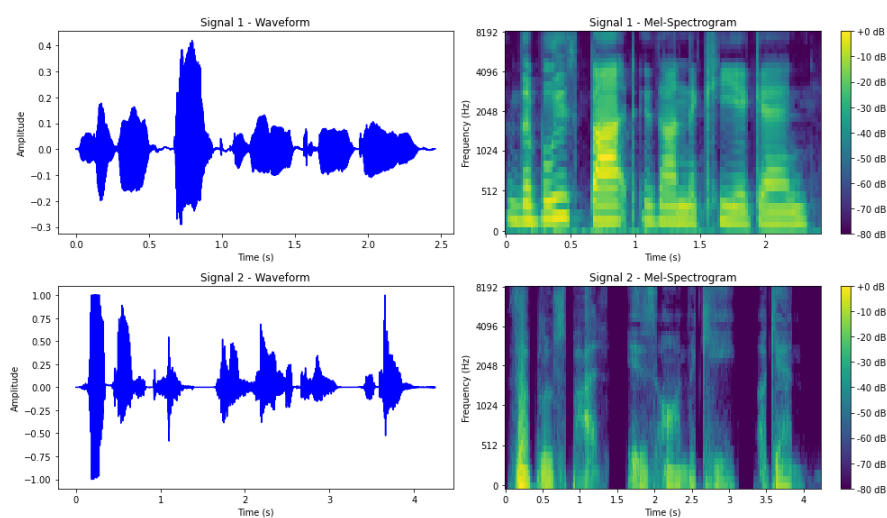 Signal 1 - Waveform
Amplitude
0.4
0.3
0.2
0.1
0.0
−0.1
−0.2
−0.3
0.0 0.5 1.0 1.5 2.0 2.5
Time (s)
Signal 1 - Mel-Spectrogram
Frequency (Hz)
8192
4096
2048
1024
512
0
0 0.5 1 1.5 2
Time (s)
+0 dB
-10 dB
-20 dB
-30 dB
-40 dB
-50 dB
-60 dB
-70 dB
-80 dB
Signal 2 - Waveform
Amplitude
1.00
0.75
0.50
0.25
0.00
−0.25
−0.50
−0.75
−1.00
0 1 2 3 4
Time (s)
Signal 2 - Mel-Spectrogram
Frequency (Hz)
8192
4096
2048
1024
512
0
0 0.5 1 1.5 2 2.5 3 3.5 4
Time (s)
+0 dB
-10 dB
-20 dB
-30 dB
-40 dB
-50 dB
-60 dB
-70 dB
-80 dB